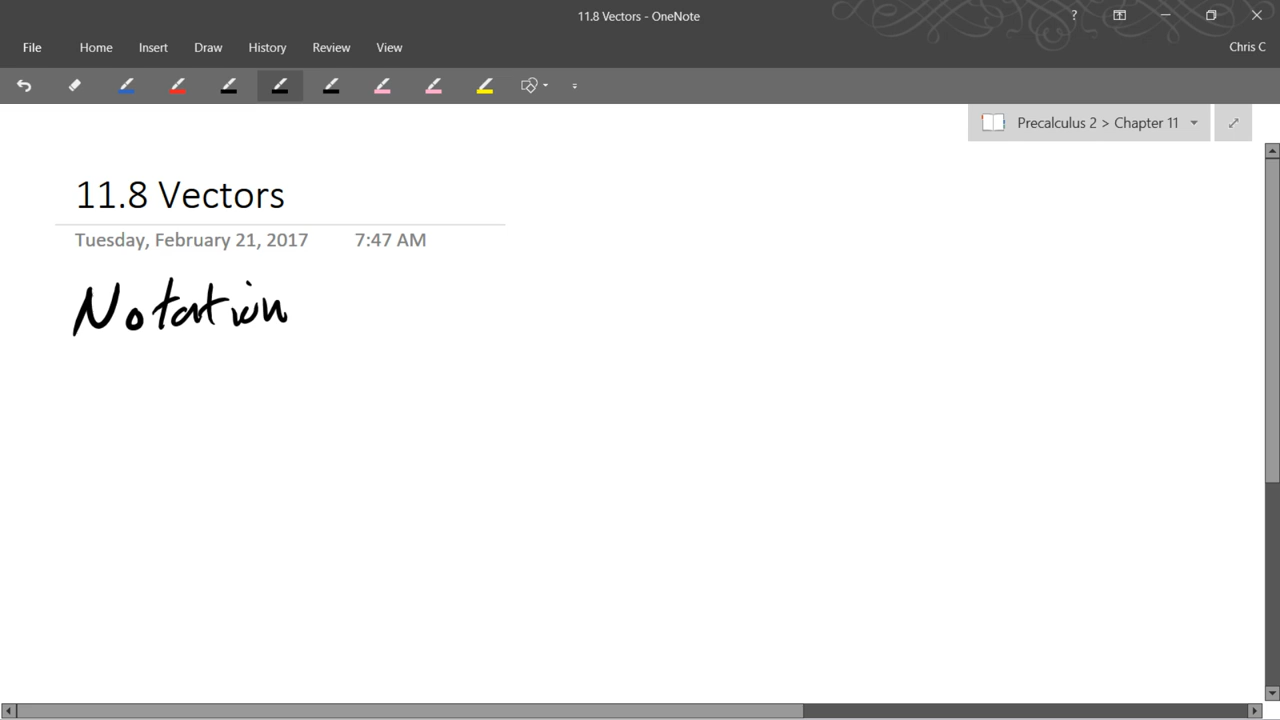 11.8 Vectors - OneNote
?
File Home Insert Draw History Review View
Chris C
Precalculus 2 > Chapter 11
11.8 Vectors
Tuesday, February 21, 2017 7:47 AM
Notation